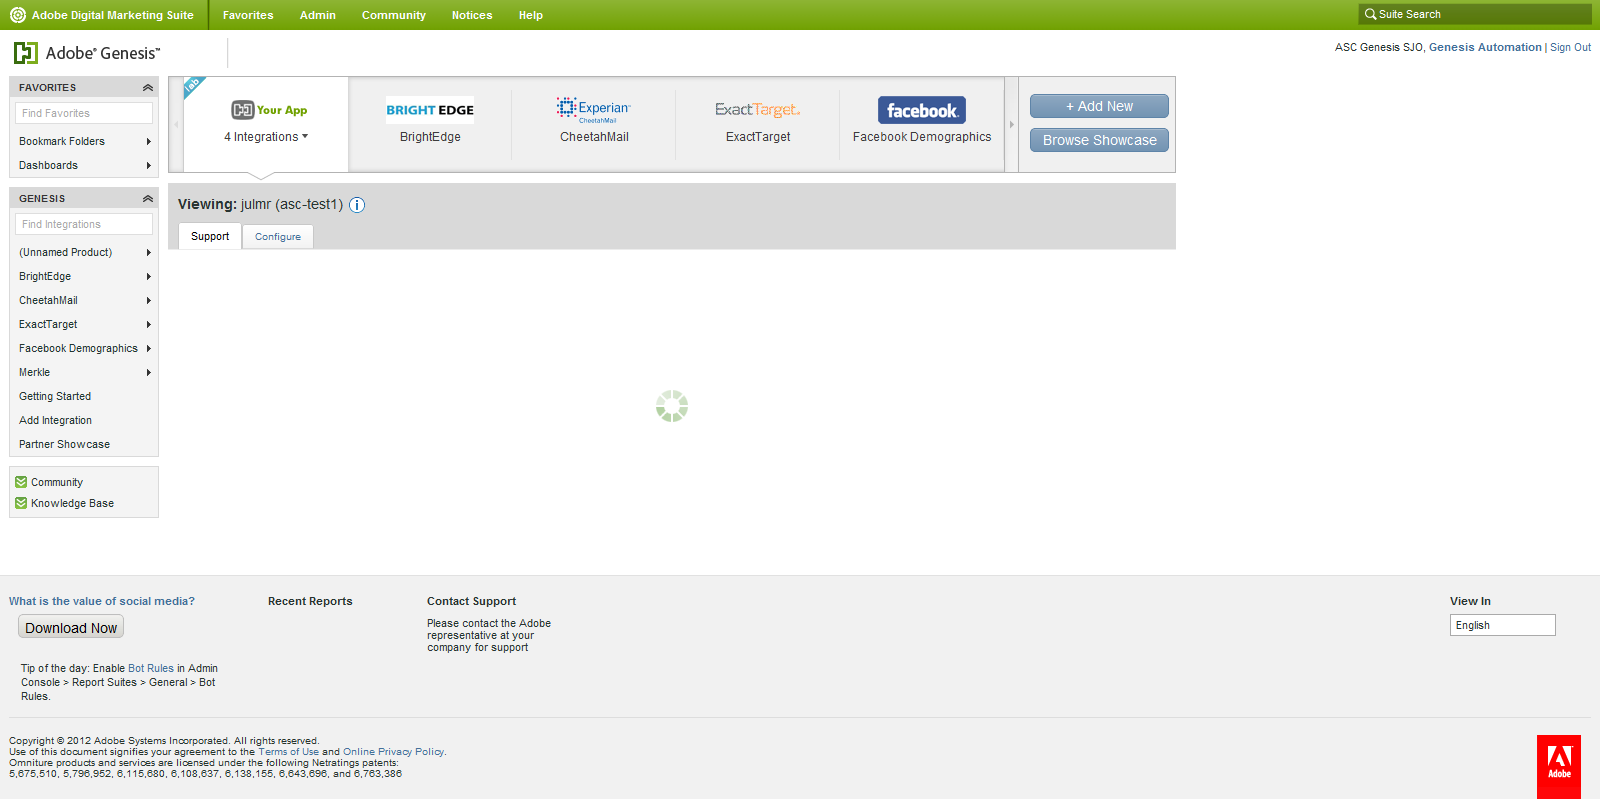 Adobe Digital Marketing Suite
Favorites
Admin
Community
Notices
Help
Suite Search
Adobe® Genesis™
ASC Genesis SJO, Genesis Automation | Sign Out
FAVORITES
Find Favorites
Bookmark Folders
Dashboards
GENESIS
Find Integrations
(Unnamed Product)
BrightEdge
CheetahMail
ExactTarget
Facebook Demographics
Merkle
Getting Started
Add Integration
Partner Showcase
Community
Knowledge Base
lab
Your App
4 Integrations
BRIGHT EDGE
BrightEdge
Experian™
CheetahMail
CheetahMail
ExactTarget.
ExactTarget
facebook.
Facebook Demographics
+ Add New
Browse Showcase
Viewing: julmr (asc-test1)
Support
Configure
What is the value of social media?
Download Now
Tip of the day: Enable Bot Rules in Admin
Console > Report Suites > General > Bot
Rules.
Recent Reports
Contact Support
Please contact the Adobe
representative at your
company for support
View In
English
Copyright © 2012 Adobe Systems Incorporated. All rights reserved.
Use of this document signifies your agreement to the Terms of Use and Online Privacy Policy.
Omniture products and services are licensed under the following Netratings patents:
5,675,510, 5,796,952, 6,115,680, 6,108,637, 6,138,155, 6,643,696, and 6,763,386
Adobe